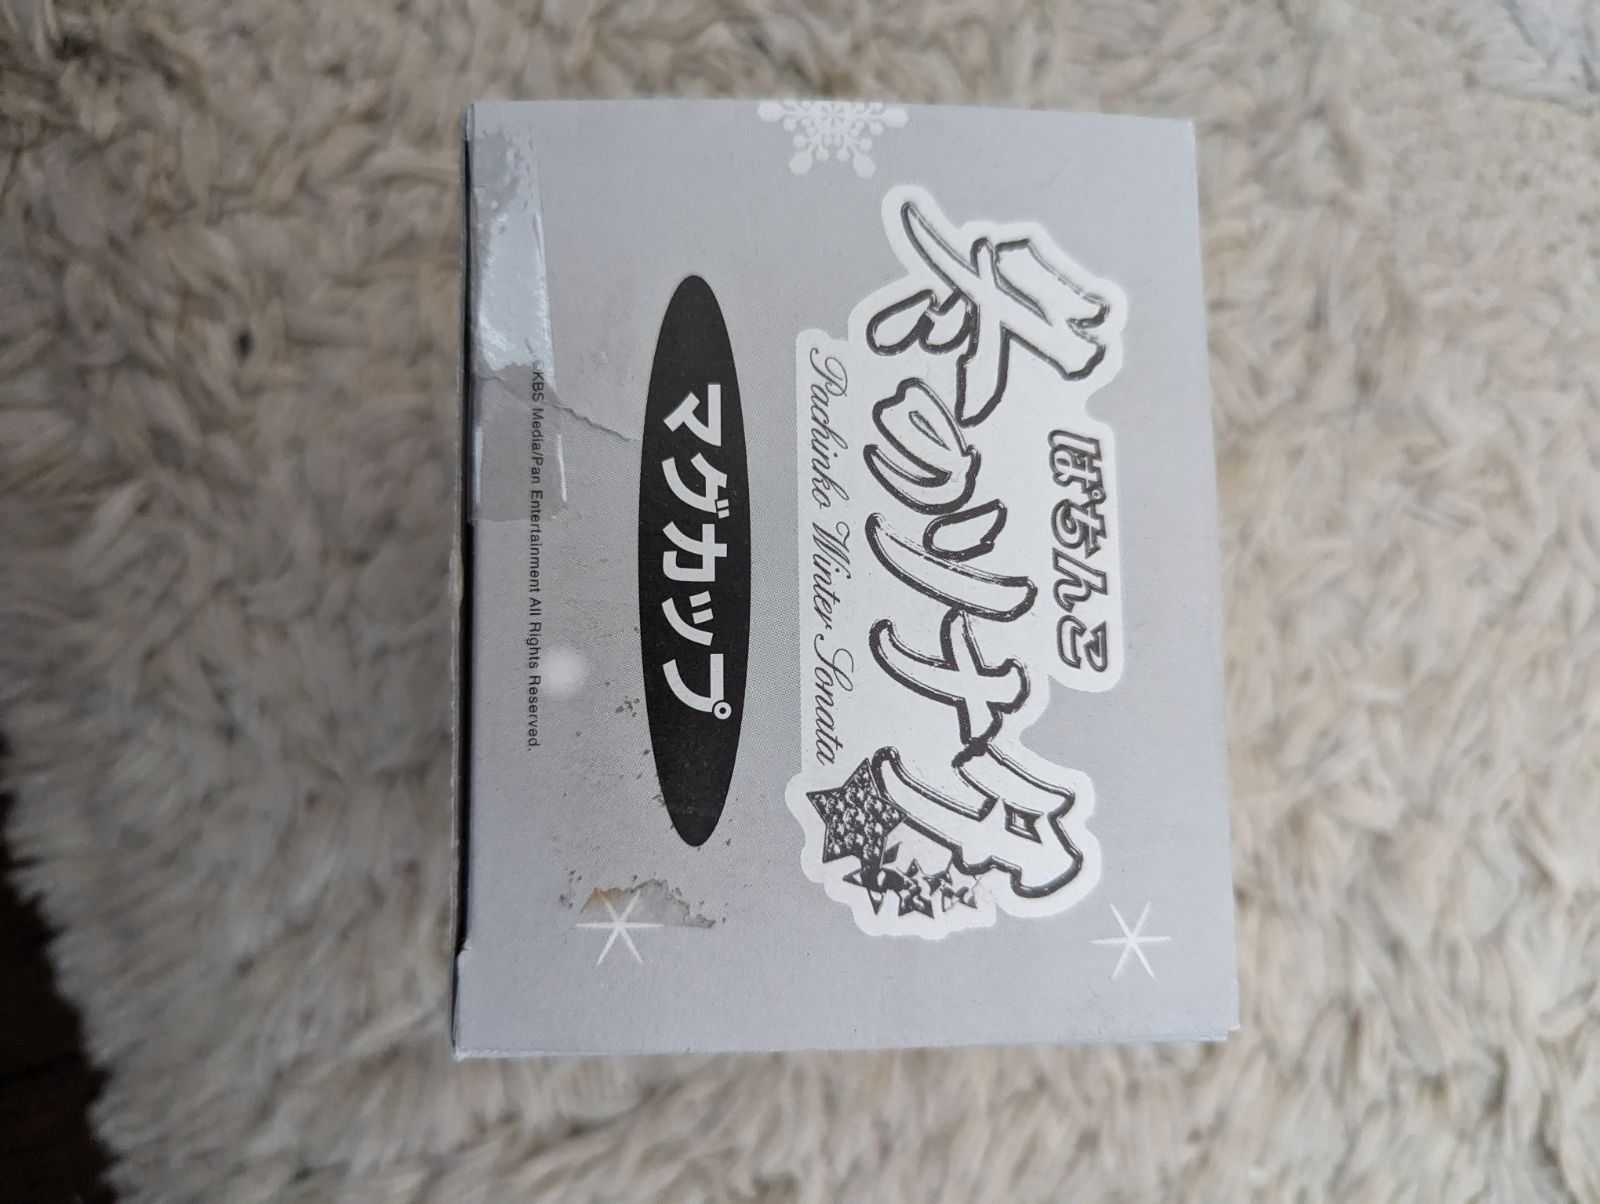 ぱちんこ
冬のソナタ
Pachinko Winter Sonata
マグカップ
©KBS Media/Pan Entertainment All Rights Reserved.